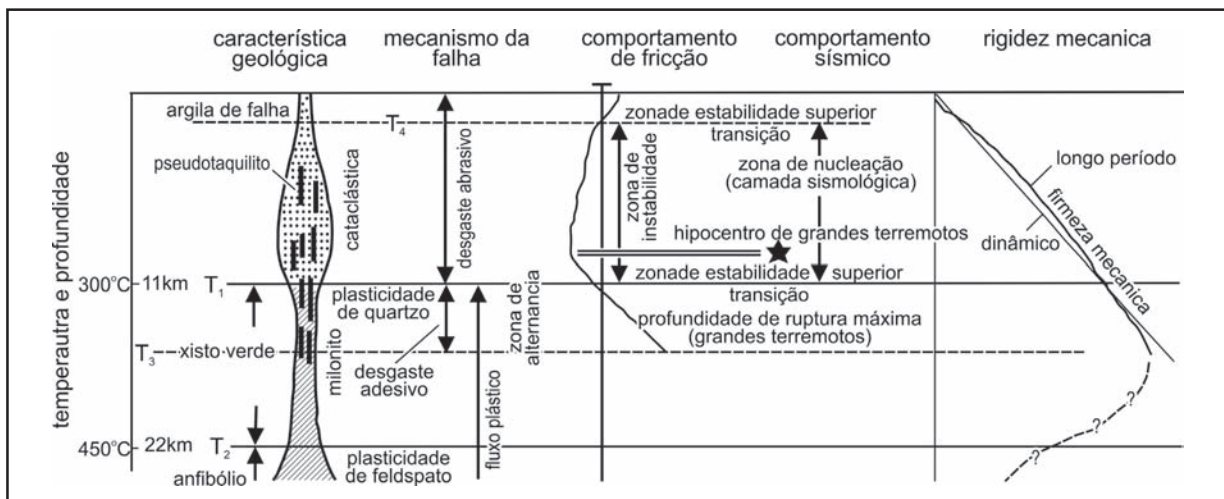 característica
geológica
mecanismo da
falha
comportamento
de fricção
comportamento
sísmico
rigidez mecanica
temperautra e profundidade
argila de falha
T4
zonade estabilidade superior
transição
pseudotaquilito
cataclástica
desgaste abrasivo
zona de
instabilidade
zona de nucleação
(camada sismológica)
longo período
firmeza mecanica
dinâmico
hipocentro de grandes terremotos
300°C
11km
T1
zonade estabilidade superior
transição
plasticidade
de quartzo
zona de
alternancia
profundidade de ruptura máxima
(grandes terremotos)
T3
xisto verde
milonito
desgaste
adesivo
fluxo plástico
?
?
?
450°C
22km
T2
anfibólio
plasticidade
de feldspato